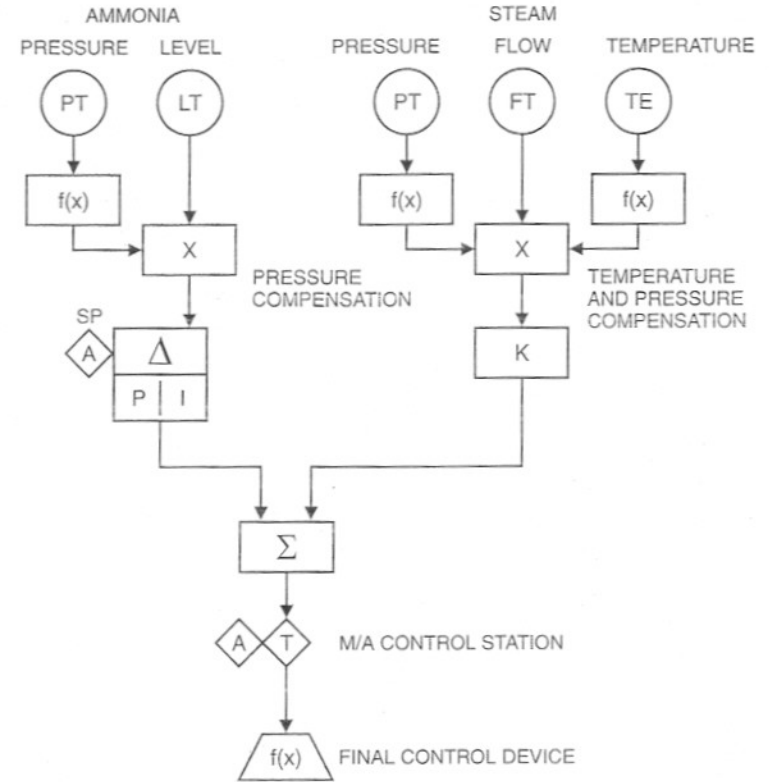 AMMONIA STEAM
PRESSURE LEVEL PRESSURE FLOW TEMPERATURE
PT LT PT FT TE
f(x) f(x) f(x)
X X
PRESSURE
COMPENSATION
TEMPERATURE
AND PRESSURE
COMPENSATION
SP
A Δ K
P I
Σ
A T M/A CONTROL STATION
f(x) FINAL CONTROL DEVICE